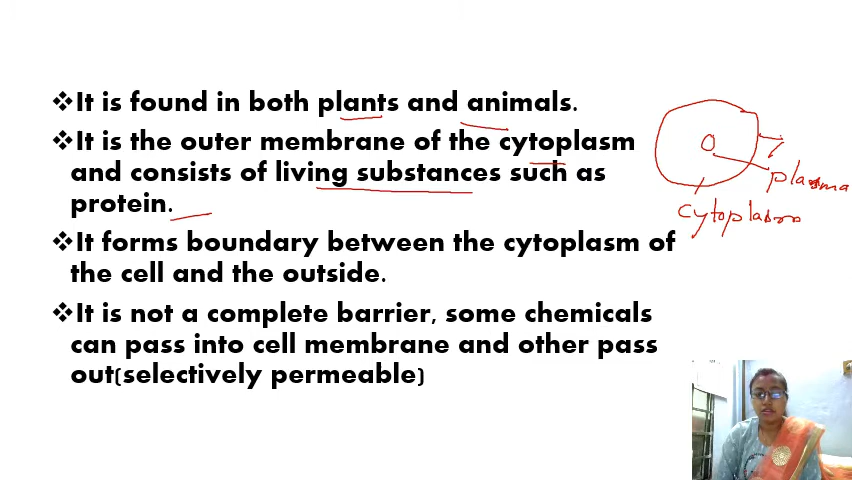 ❖It is found in both plants and animals.
❖It is the outer membrane of the cytoplasm
and consists of living substances such as
protein.
❖It forms boundary between the cytoplasm of
the cell and the outside.
❖It is not a complete barrier, some chemicals
can pass into cell membrane and other pass
out(selectively permeable)
plasma
cytoplasm